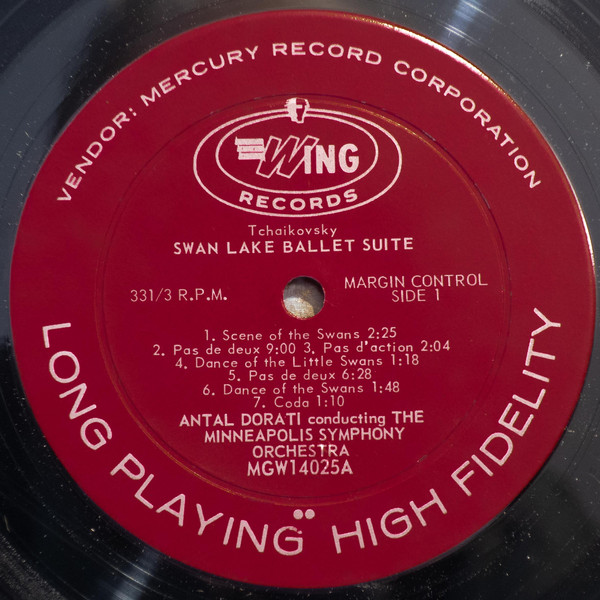 VENDOR: MERCURY RECORD CORPORATION
WING
RECORDS
Tchaikovsky
SWAN LAKE BALLET SUITE
331/3 R.P.M.
MARGIN CONTROL
SIDE 1
1. Scene of the Swans 2:25
2. Pas de deux 9:00 3. Pas d'action 2:04
4. Dance of the Little Swans 1:18
5. Pas de deux 6:28
6. Dance of the Swans 1:48
7. Coda 1:10
ANTAL DORATI conducting THE
MINNEAPOLIS SYMPHONY
ORCHESTRA
MGW14025A
LONG PLAYING HIGH FIDELITY